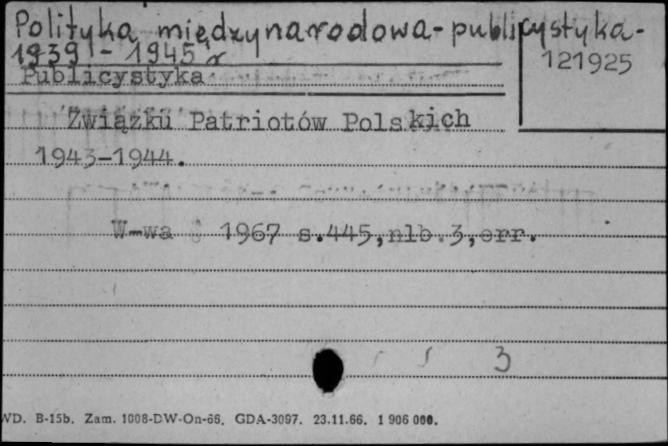 Polityka międzynarodowa-publicystyka-
1939 - 1945 r
121925
Publicystyka
Związku Patriotów Polskich
1943-1944.
W-wa 1967 s.445,nlb.3,err.
3
WD. B-15b. Zam. 1008-DW-On-66. GDA-3097. 23.11.66. 1 906 000.